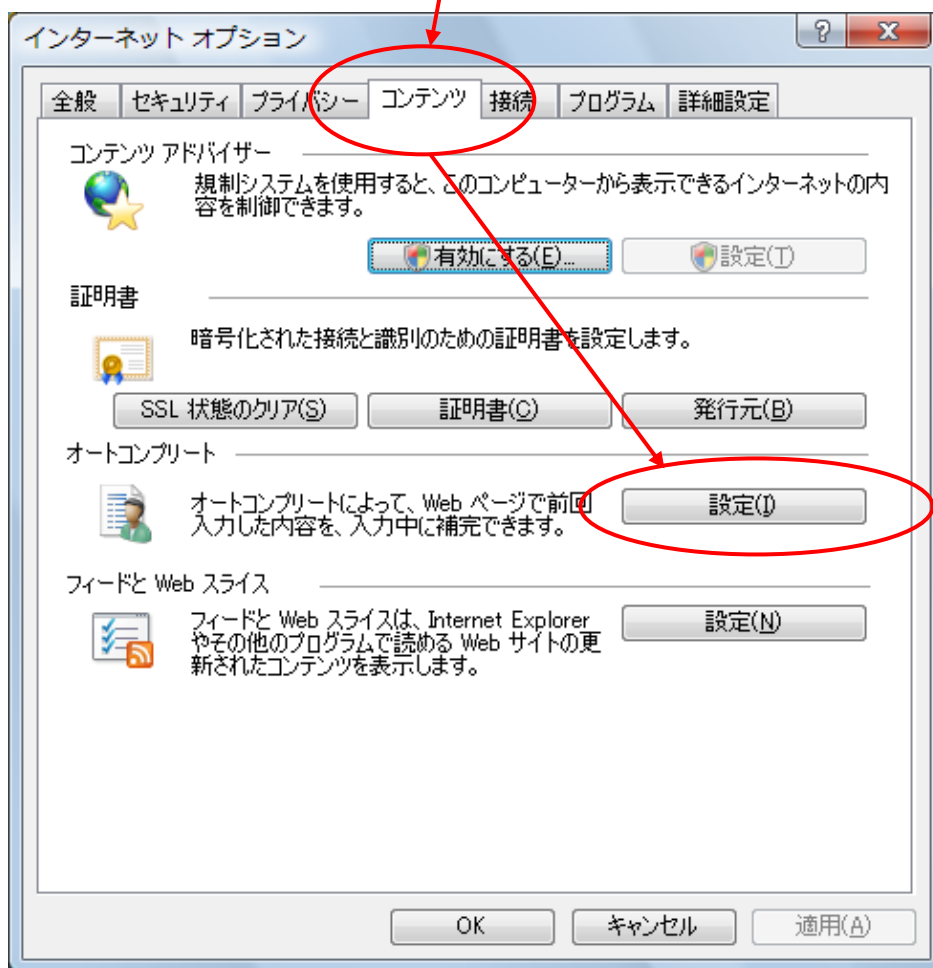 インターネット オプション
全般 セキュリティ プライバシー コンテンツ 接続 プログラム 詳細設定
コンテンツ アドバイザー
規制システムを使用すると、このコンピューターから表示できるインターネットの内
容を制御できます。
有効にする(E)... 設定(T)
証明書
暗号化された接続と識別のための証明書を設定します。
SSL 状態のクリア(S) 証明書(C) 発行元(B)
オートコンプリート
オートコンプリートによって、Web ページで前回
入力した内容を、入力中に補完できます。
設定(I)
フィードと Web スライス
フィードと Web スライスは、Internet Explorer
やその他のプログラムで読める Web サイトの更
新されたコンテンツを表示します。
設定(N)
OK キャンセル 適用(A)